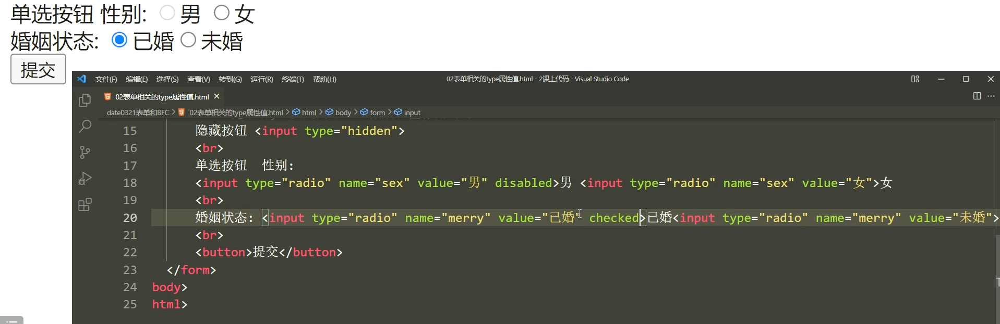 单选按钮 性别: 男 女
婚姻状态: 已婚 未婚
提交
文件(F) 编辑(E) 选择(S) 查看(V) 转到(G) 运行(R) 终端(T) 帮助(H) 02表单相关的type属性值.html - 2课上代码 - Visual Studio Code
02表单相关的type属性值.html
date0321表单和BFC > 02表单相关的type属性值.html > html > body > form > input
15 隐藏按钮 <input type="hidden">
16 <br>
17 单选按钮 性别:
18 <input type="radio" name="sex" value="男" disabled>男 <input type="radio" name="sex" value="女">女
19 <br>
20 婚姻状态: <input type="radio" name="merry" value="已婚" checked>已婚<input type="radio" name="merry" value="未婚">
21 <br>
22 <button>提交</button>
23 </form>
24 body>
25 html>